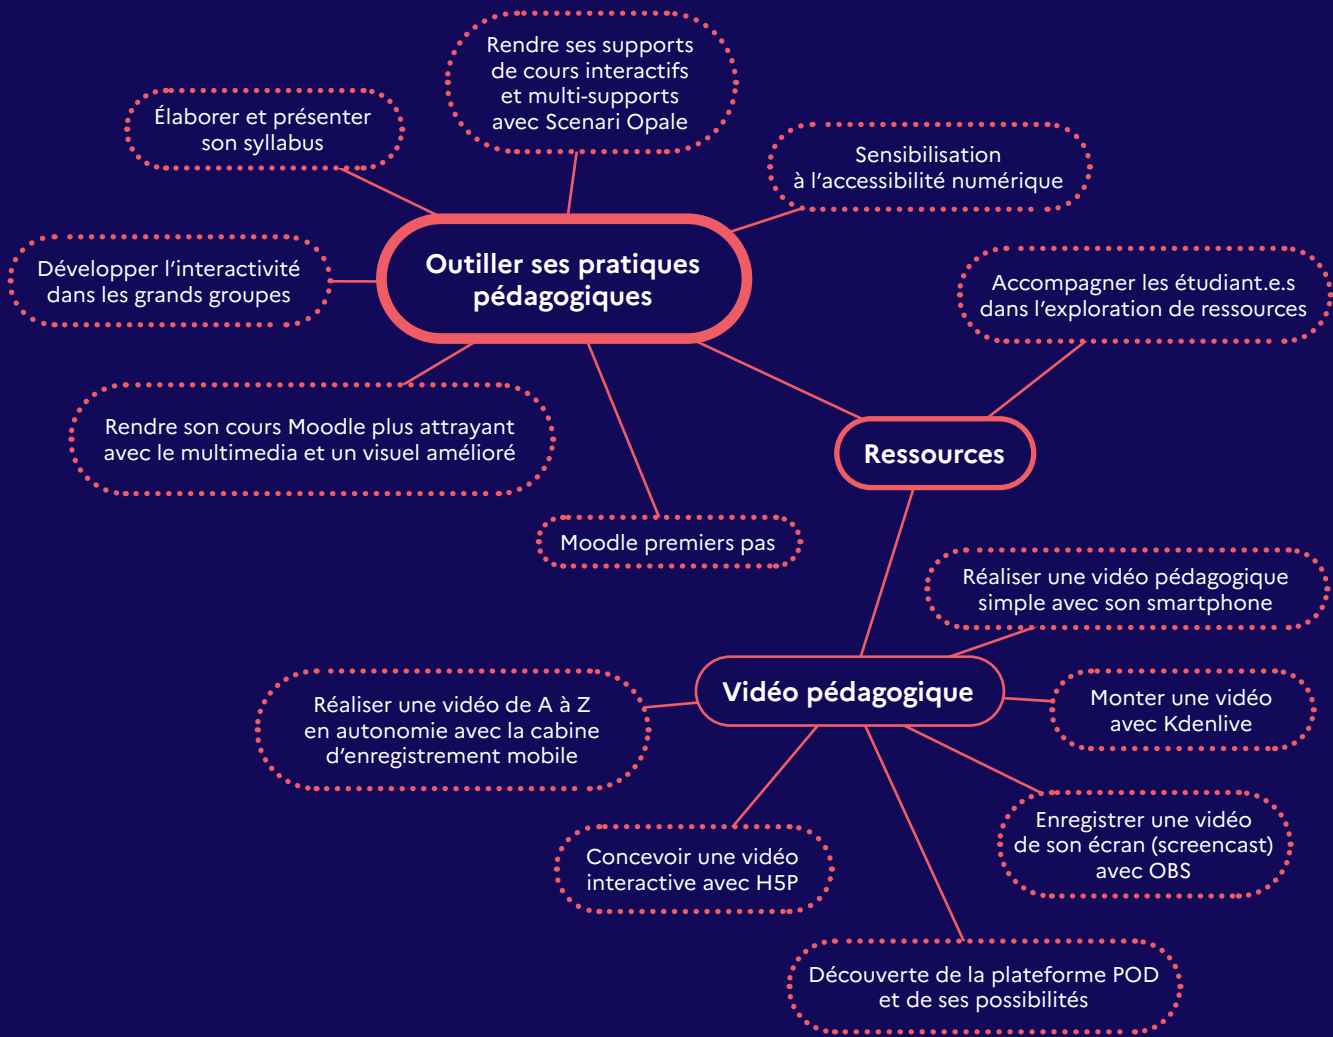 Rendre ses supports
de cours interactifs
et multi-supports
avec Scenari Opale
Élaborer et présenter
son syllabus
Sensibilisation
à l'accessibilité numérique
Outiller ses pratiques
pédagogiques
Développer l'interactivité
dans les grands groupes
Accompagner les étudiant.e.s
dans l'exploration de ressources
Rendre son cours Moodle plus attrayant
avec le multimedia et un visuel amélioré
Ressources
Moodle premiers pas
Réaliser une vidéo pédagogique
simple avec son smartphone
Vidéo pédagogique
Réaliser une vidéo de A à Z
en autonomie avec la cabine
d'enregistrement mobile
Monter une vidéo
avec Kdenlive
Enregistrer une vidéo
de son écran (screencast)
avec OBS
Concevoir une vidéo
interactive avec H5P
Découverte de la plateforme POD
et de ses possibilités